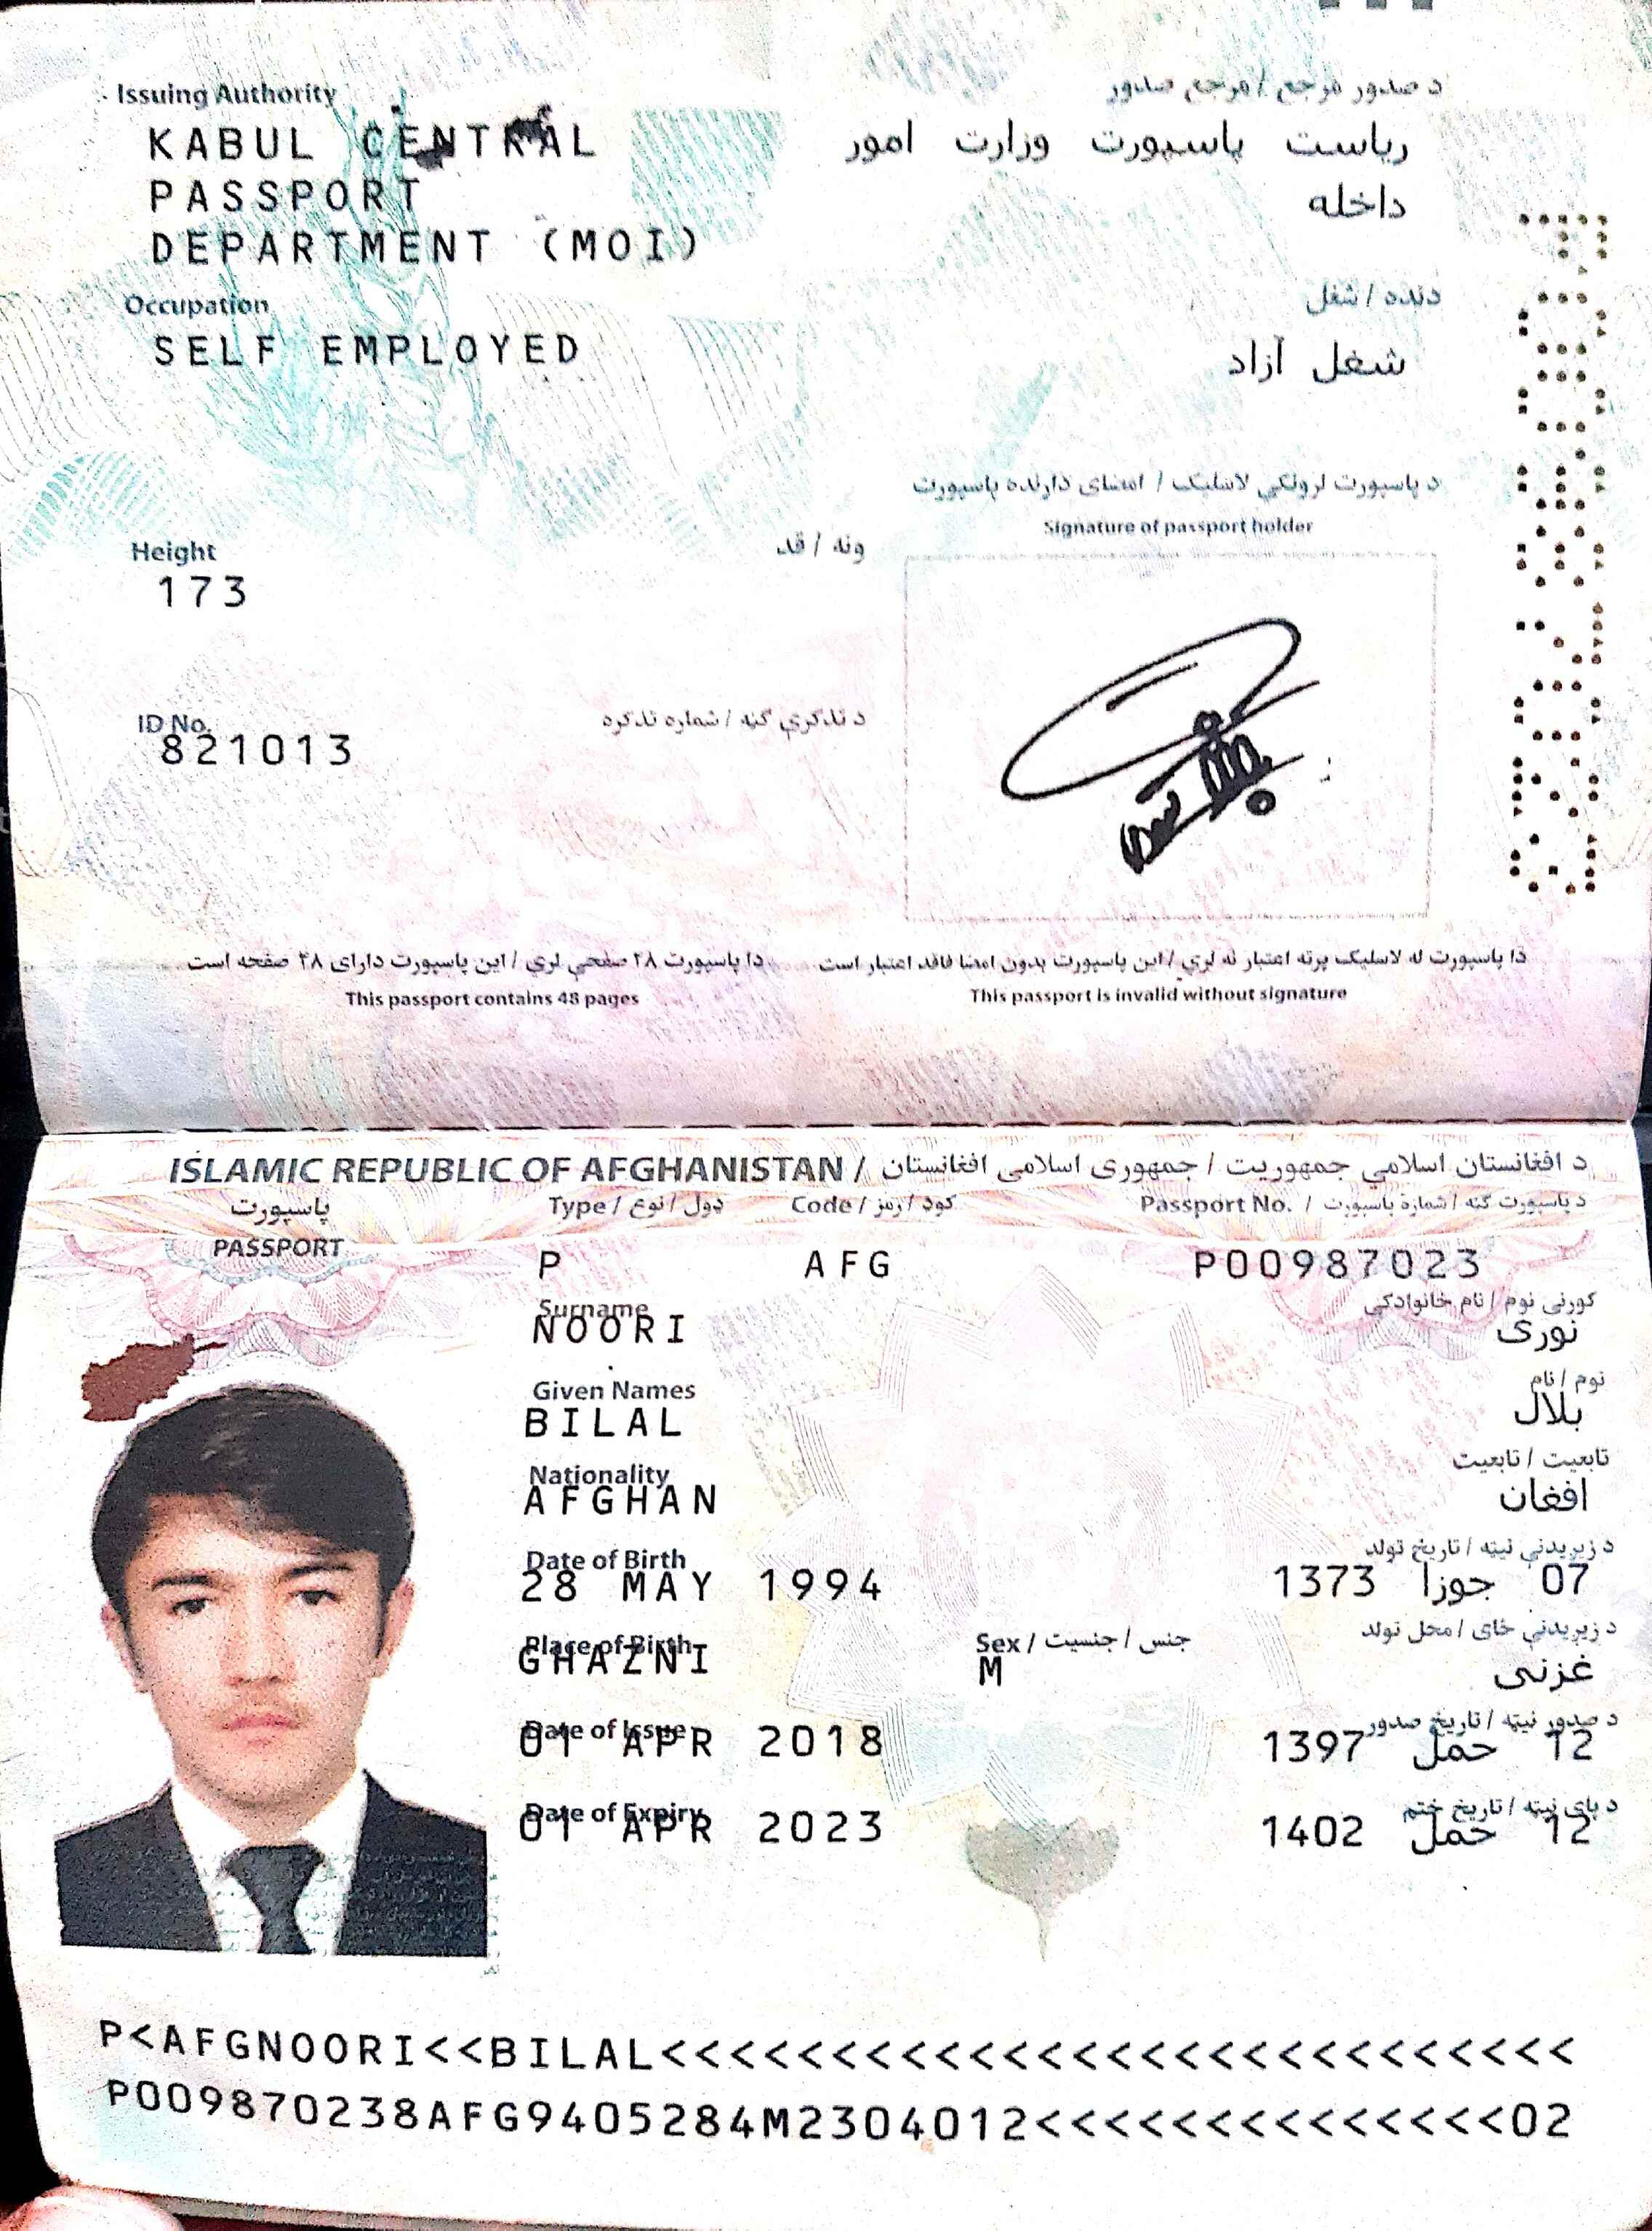 Issuing Authority
د صدور مرجع / مرجع صدور
KABUL CENTRAL
PASSPORT
DEPARTMENT (MOI)
ریاست پاسپورت وزارت امور
داخله
Occupation
دنده / شغل
SELF EMPLOYED
شغل آزاد
د پاسپورت لرونکي لاسلیک / امضای دارنده پاسپورت
Signature of passport holder
Height
ونه / قد
173
ID No.
د تذکرې ګڼه / شماره تذکره
821013
P00987023
دا پاسپورت ۴۸ صفحې لري / این پاسپورت دارای ۴۸ صفحه است
This passport contains 48 pages
دا پاسپورت له لاسلیک پرته اعتبار نه لري / این پاسپورت بدون امضا فاقد اعتبار است
This passport is invalid without signature
ISLAMIC REPUBLIC OF AFGHANISTAN / د افغانستان اسلامي جمهوریت / جمهوری اسلامی افغانستان
پاسپورت
PASSPORT
Type / ډول / نوع
Code / کود / رمز
Passport No. / د پاسپورت ګڼه / شماره پاسپورت
P AFG P00987023
Surname
کورنی نوم / نام خانوادگی
NOORI
نوری
Given Names
نوم / نام
BILAL
بلال
Nationality
تابعیت / تابعیت
AFGHAN
افغان
Date of Birth
د زیږیدنې نېټه / تاریخ تولد
28 MAY 1994
07 جوزا 1373
Place of Birth
Sex / جنس / جنسیت
د زیږیدنې ځای / محل تولد
GHAZNI
M
غزنی
Date of Issue
د صدور نېټه / تاریخ صدور
01 APR 2018
12 حمل 1397
Date of Expiry
د پای نېټه / تاریخ ختم
01 APR 2023
12 حمل 1402
P<AFGNOORI<<BILAL<<<<<<<<<<<<<<<<<<<<<<<<<<<
P009870238AFG9405284M2304012<<<<<<<<<<<<<<02